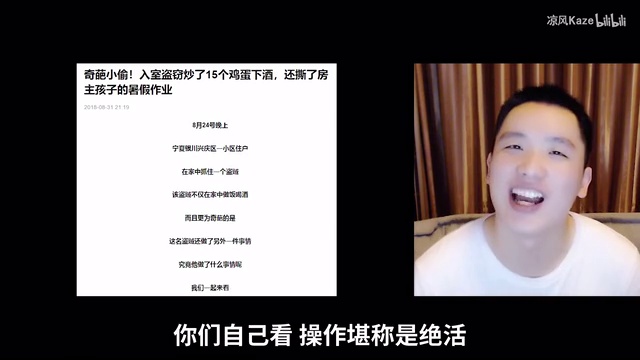 凉风Kaze bilibili
奇葩小偷！入室盗窃炒了15个鸡蛋下酒，还撕了房
主孩子的暑假作业
2018-08-31 21:19
8月24号晚上
宁夏银川兴庆区一小区住户
在家中抓住一个盗贼
该盗贼不仅在家中做饭喝酒
而且更为奇葩的是
这名盗贼还做了另外一件事情
究竟他做了什么事情呢
我们一起来看
你们自己看 操作堪称是绝活